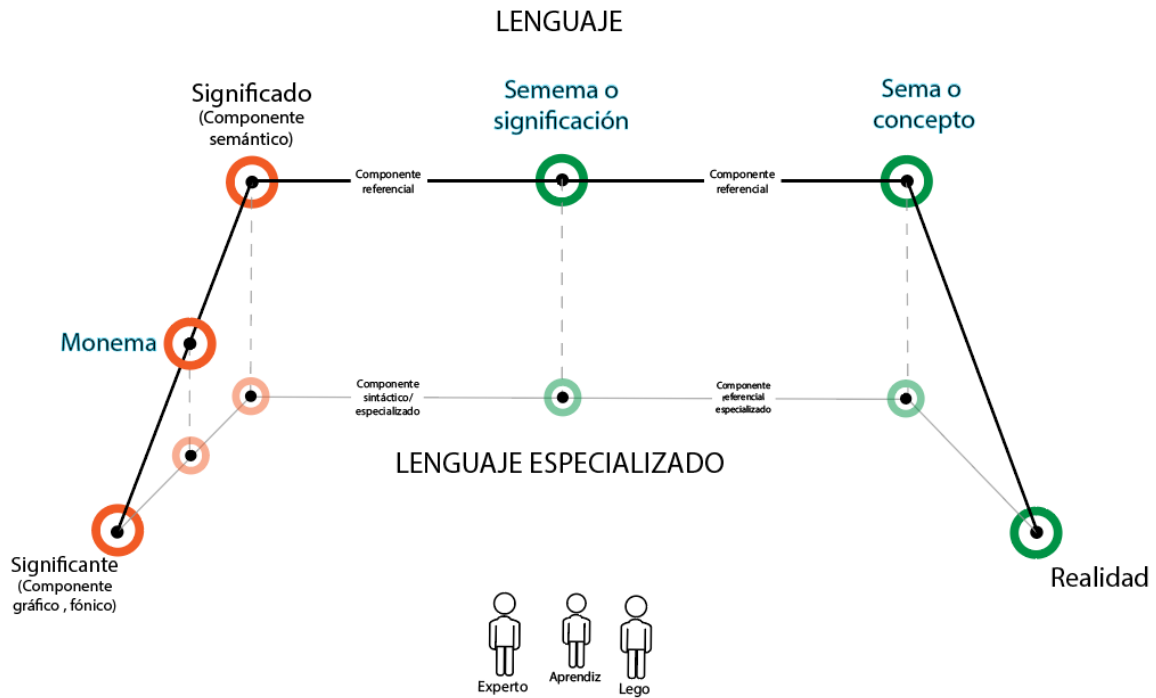 LENGUAJE
Significado
(Componente
semántico)
Semema o
significación
Sema o
concepto
Componente
referencial
Componente
referencial
Monema
Componente
sintáctico/
especializado
Componente
referencial
especializado
LENGUAJE ESPECIALIZADO
Significante
(Componente
gráfico , fónico)
Realidad
Experto
Aprendiz
Lego